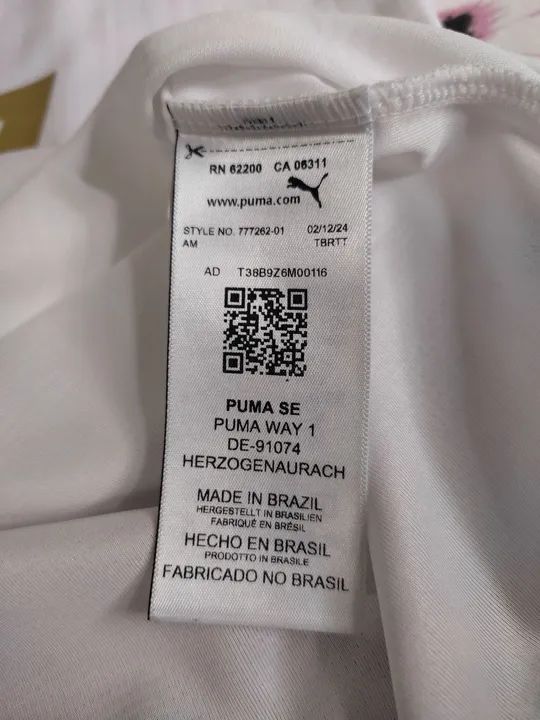 RN 62200 CA 06311
www.puma.com
STYLE NO. 777262-01 02/12/24
AM TBRTT
AD T38B9Z6M00116
PUMA SE
PUMA WAY 1
DE-91074
HERZOGENAURACH
MADE IN BRAZIL
HERGESTELLT IN BRASILIEN
FABRIQUÉ EN BRÉSIL
HECHO EN BRASIL
PRODOTTO IN BRASILE
FABRICADO NO BRASIL